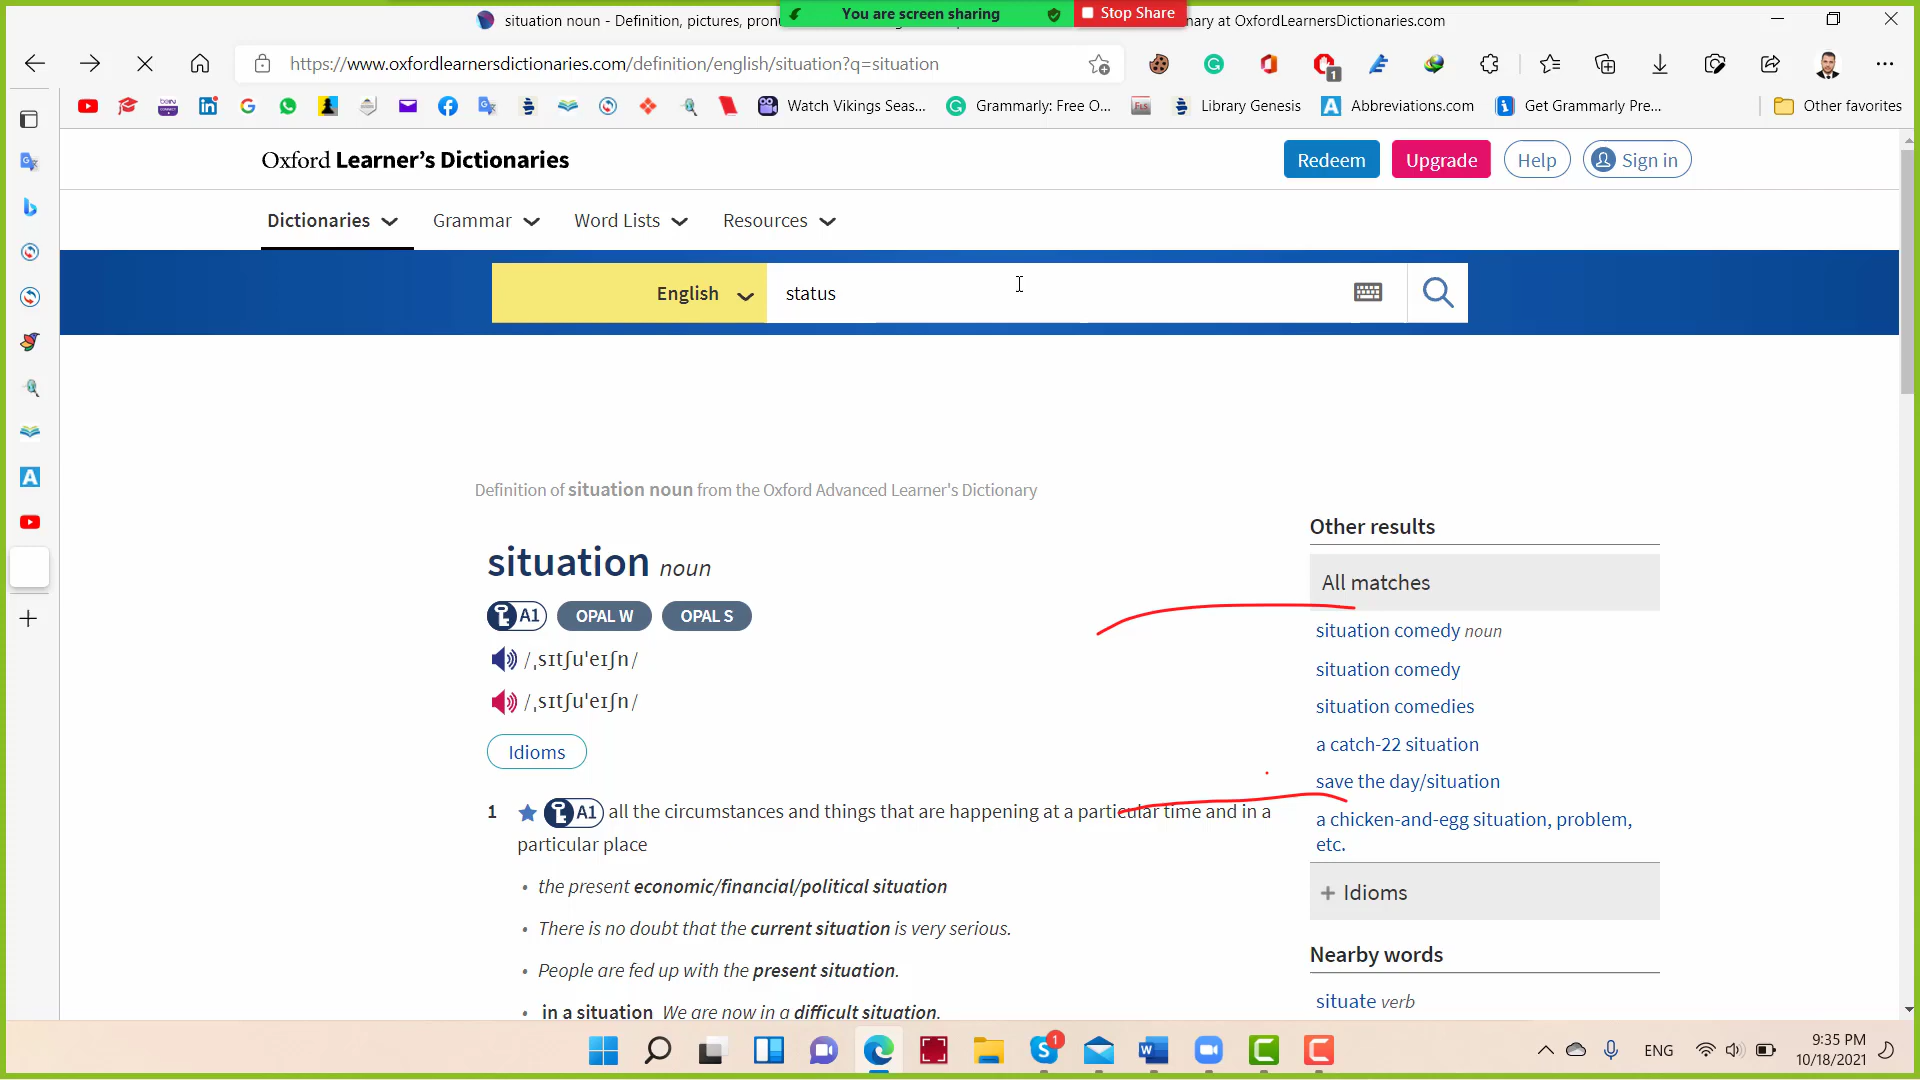 situation noun - Definition, pictures, pronu
You are screen sharing
Stop Share
nary at OxfordLearnersDictionaries.com
https://www.oxfordlearnersdictionaries.com/definition/english/situation?q=situation
1
Watch Vikings Seas...
Grammarly: Free O...
Library Genesis
Abbreviations.com
Get Grammarly Pre...
Other favorites
Oxford Learner's Dictionaries
Redeem
Upgrade
Help
Sign in
Dictionaries
Grammar
Word Lists
Resources
English
status
Definition of situation noun from the Oxford Advanced Learner's Dictionary
situation noun
A1
OPAL W
OPAL S
/ˌsɪtʃuˈeɪʃn/
/ˌsɪtʃuˈeɪʃn/
Idioms
1 A1 all the circumstances and things that are happening at a particular time and in a
particular place
• the present economic/financial/political situation
• There is no doubt that the current situation is very serious.
• People are fed up with the present situation.
• in a situation We are now in a difficult situation.
Other results
All matches
situation comedy noun
situation comedy
situation comedies
a catch-22 situation
save the day/situation
a chicken-and-egg situation, problem,
etc.
+ Idioms
Nearby words
situate verb
1
ENG
9:35 PM
10/18/2021